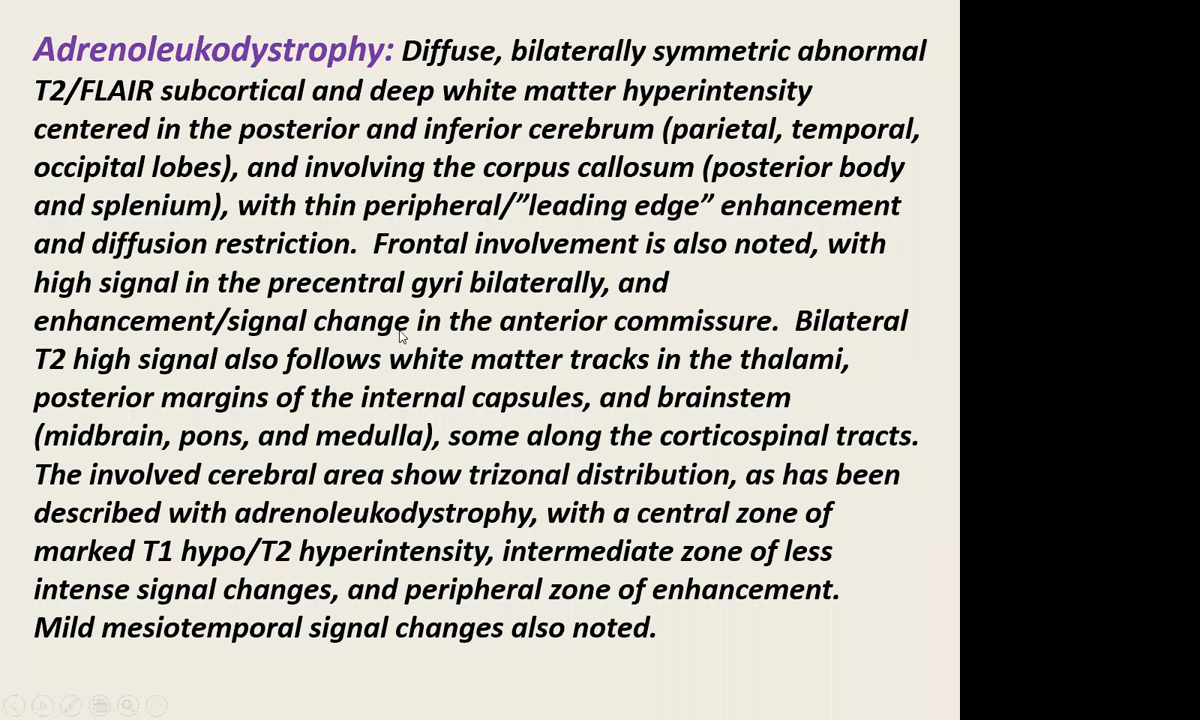 Adrenoleukodystrophy: Diffuse, bilaterally symmetric abnormal
T2/FLAIR subcortical and deep white matter hyperintensity
centered in the posterior and inferior cerebrum (parietal, temporal,
occipital lobes), and involving the corpus callosum (posterior body
and splenium), with thin peripheral/”leading edge” enhancement
and diffusion restriction.  Frontal involvement is also noted, with
high signal in the precentral gyri bilaterally, and
enhancement/signal change in the anterior commissure.  Bilateral
T2 high signal also follows white matter tracks in the thalami,
posterior margins of the internal capsules, and brainstem
(midbrain, pons, and medulla), some along the corticospinal tracts.
The involved cerebral area show trizonal distribution, as has been
described with adrenoleukodystrophy, with a central zone of
marked T1 hypo/T2 hyperintensity, intermediate zone of less
intense signal changes, and peripheral zone of enhancement.
Mild mesiotemporal signal changes also noted.